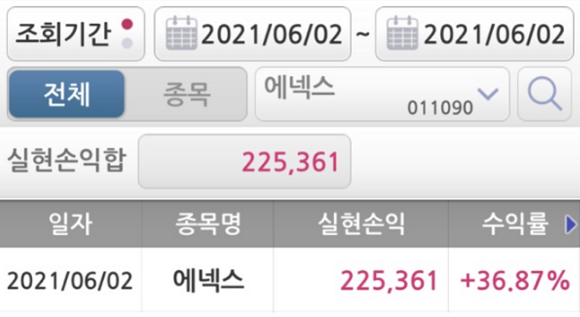 조회기간 2021/06/02 ~ 2021/06/02
전체 종목 에넥스 011090
실현손익합 225,361
일자 종목명 실현손익 수익률
2021/06/02 에넥스 225,361 +36.87%